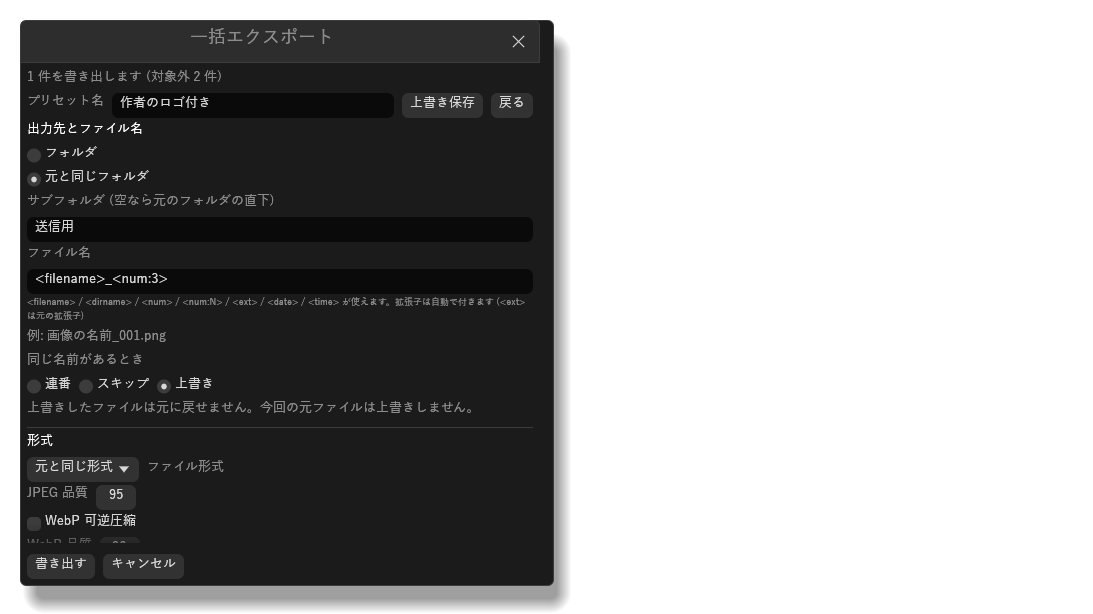 一括エクスポート
1 件を書き出します (対象外 2 件)
プリセット名 作者のロゴ付き 上書き保存 戻る
出力先とファイル名
フォルダ
元と同じフォルダ
サブフォルダ (空なら元のフォルダの直下)
送信用
ファイル名
<filename>_<num:3>
<filename> / <dirname> / <num> / <num:N> / <ext> / <date> / <time> が使えます。拡張子は自動で付きます (<ext>
は元の拡張子)
例: 画像の名前_001.png
同じ名前があるとき
連番 スキップ 上書き
上書きしたファイルは元に戻せません。今回の元ファイルは上書きしません。
形式
元と同じ形式 ファイル形式
JPEG 品質 95
WebP 可逆圧縮
WebP 品質
書き出す キャンセル